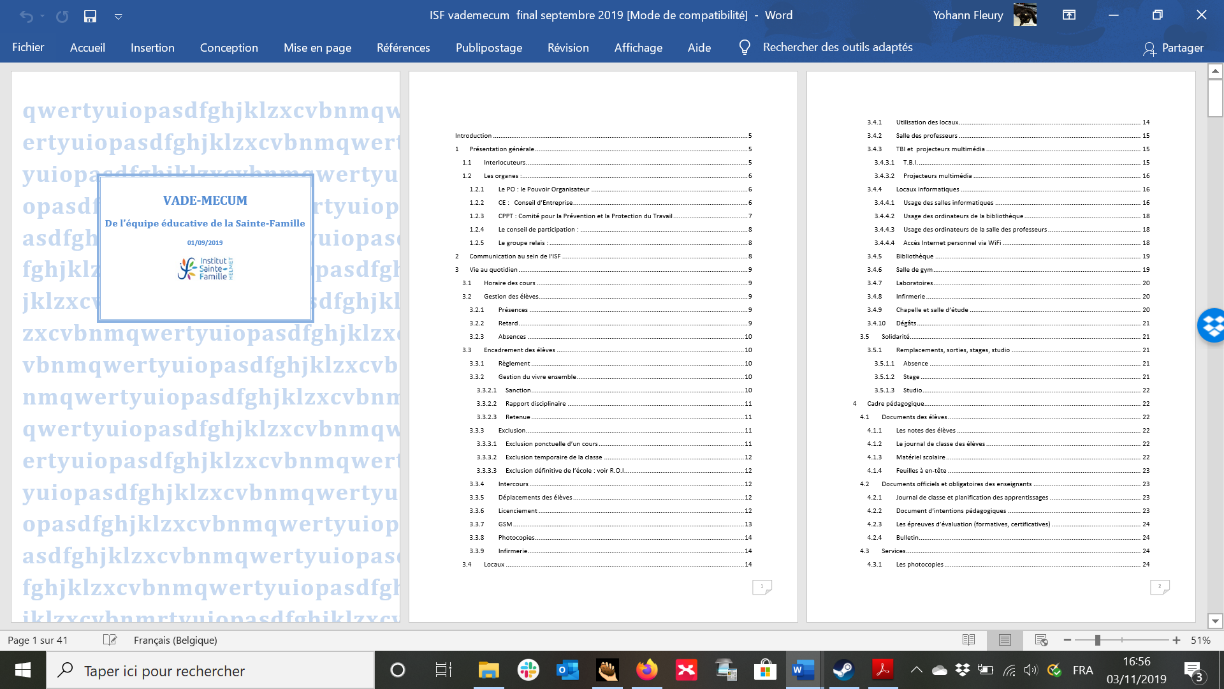 ISF vademecum final septembre 2019 [Mode de compatibilité] - Word
Yohann Fleury
Fichier Accueil Insertion Conception Mise en page Références Publipostage Révision Affichage Aide Rechercher des outils adaptés Partager
qwertyuiopasdfghjklzxcvbnmqw
ertyuiopasdfghjklzxcvbnmqwert
yuiopasdfghjklzxcvbnmqwertyu
VADE-MECUM
De l'équipe éducative de la Sainte-Famille
01/09/2019
Institut
Sainte-
Famille
HELMET
opasd
asdfg
fghjkl
jklzxc
zxcvbnmqwertyuiopasdfghjklzx
vbnmqwertyuiopasdfghjklzxcvb
nmqwertyuiopasdfghjklzxcvbnm
qwertyuiopasdfghjklzxcvbnmqw
ertyuiopasdfghjklzxcvbnmqwert
yuiopasdfghjklzxcvbnmqwertyu
opasdfghjklzxcvbnmqwertyuiop
asdfghjklzxcvbnmqwertyuiopasd
fghjklzxcvbnmqwertyuiopasdfgh
jklzxcvbnmrtyuiopasdfghjklzxcv
Introduction 5
1 Présentation générale 5
1.1 Interlocuteurs 5
1.2 Les organes : 6
1.2.1 Le PO : le Pouvoir Organisateur 6
1.2.2 CE : Conseil d'Entreprise 6
1.2.3 CPPT : Comité pour la Prévention et la Protection du Travail 7
1.2.4 Le conseil de participation : 8
1.2.5 Le groupe relais : 8
2 Communication au sein de l'ISF 8
3 Vie au quotidien 9
3.1 Horaire des cours 9
3.2 Gestion des élèves 9
3.2.1 Présences 9
3.2.2 Retard 9
3.2.3 Absences 10
3.3 Encadrement des élèves 10
3.3.1 Règlement 10
3.3.2 Gestion du vivre ensemble 10
3.3.2.1 Sanction 10
3.3.2.2 Rapport disciplinaire 11
3.3.2.3 Retenue 11
3.3.3 Exclusion 11
3.3.3.1 Exclusion ponctuelle d'un cours 11
3.3.3.2 Exclusion temporaire de la classe 12
3.3.3.3 Exclusion définitive de l'école : voir R.O.I. 12
3.3.4 Intercours 12
3.3.5 Déplacements des élèves 12
3.3.6 Licenciement 12
3.3.7 GSM 13
3.3.8 Photocopies 14
3.3.9 Infirmerie 14
3.4 Locaux 14
1
3.4.1 Utilisation des locaux 14
3.4.2 Salle des professeurs 15
3.4.3 TBI et projecteurs multimédia 15
3.4.3.1 T.B.I. 15
3.4.3.2 Projecteurs multimédia 16
3.4.4 Locaux informatiques 16
3.4.4.1 Usage des salles informatiques 16
3.4.4.2 Usage des ordinateurs de la bibliothèque 18
3.4.4.3 Usage des ordinateurs de la salle des professeurs 18
3.4.4.4 Accès Internet personnel via WiFi 18
3.4.5 Bibliothèque 19
3.4.6 Salle de gym 19
3.4.7 Laboratoires 20
3.4.8 Infirmerie 20
3.4.9 Chapelle et salle d'étude 20
3.4.10 Dégâts 21
3.5 Solidarité 21
3.5.1 Remplacements, sorties, stages, studio 21
3.5.1.1 Absence 21
3.5.1.2 Stage 21
3.5.1.3 Studio 22
4 Cadre pédagogique 22
4.1 Documents des élèves 22
4.1.1 Les notes des élèves 22
4.1.2 Le journal de classe des élèves 22
4.1.3 Matériel scolaire 22
4.1.4 Feuilles à en-tête 23
4.2 Documents officiels et obligatoires des enseignants 23
4.2.1 Journal de classe et planification des apprentissages 23
4.2.2 Document d'intentions pédagogiques 23
4.2.3 Les épreuves d'évaluation (formatives, certificatives) 24
4.2.4 Bulletin 24
4.3 Services 24
4.3.1 Les photocopies 24
2
Page 1 sur 41 Français (Belgique) 51%
Taper ici pour rechercher
FRA
16:56
03/11/2019
3